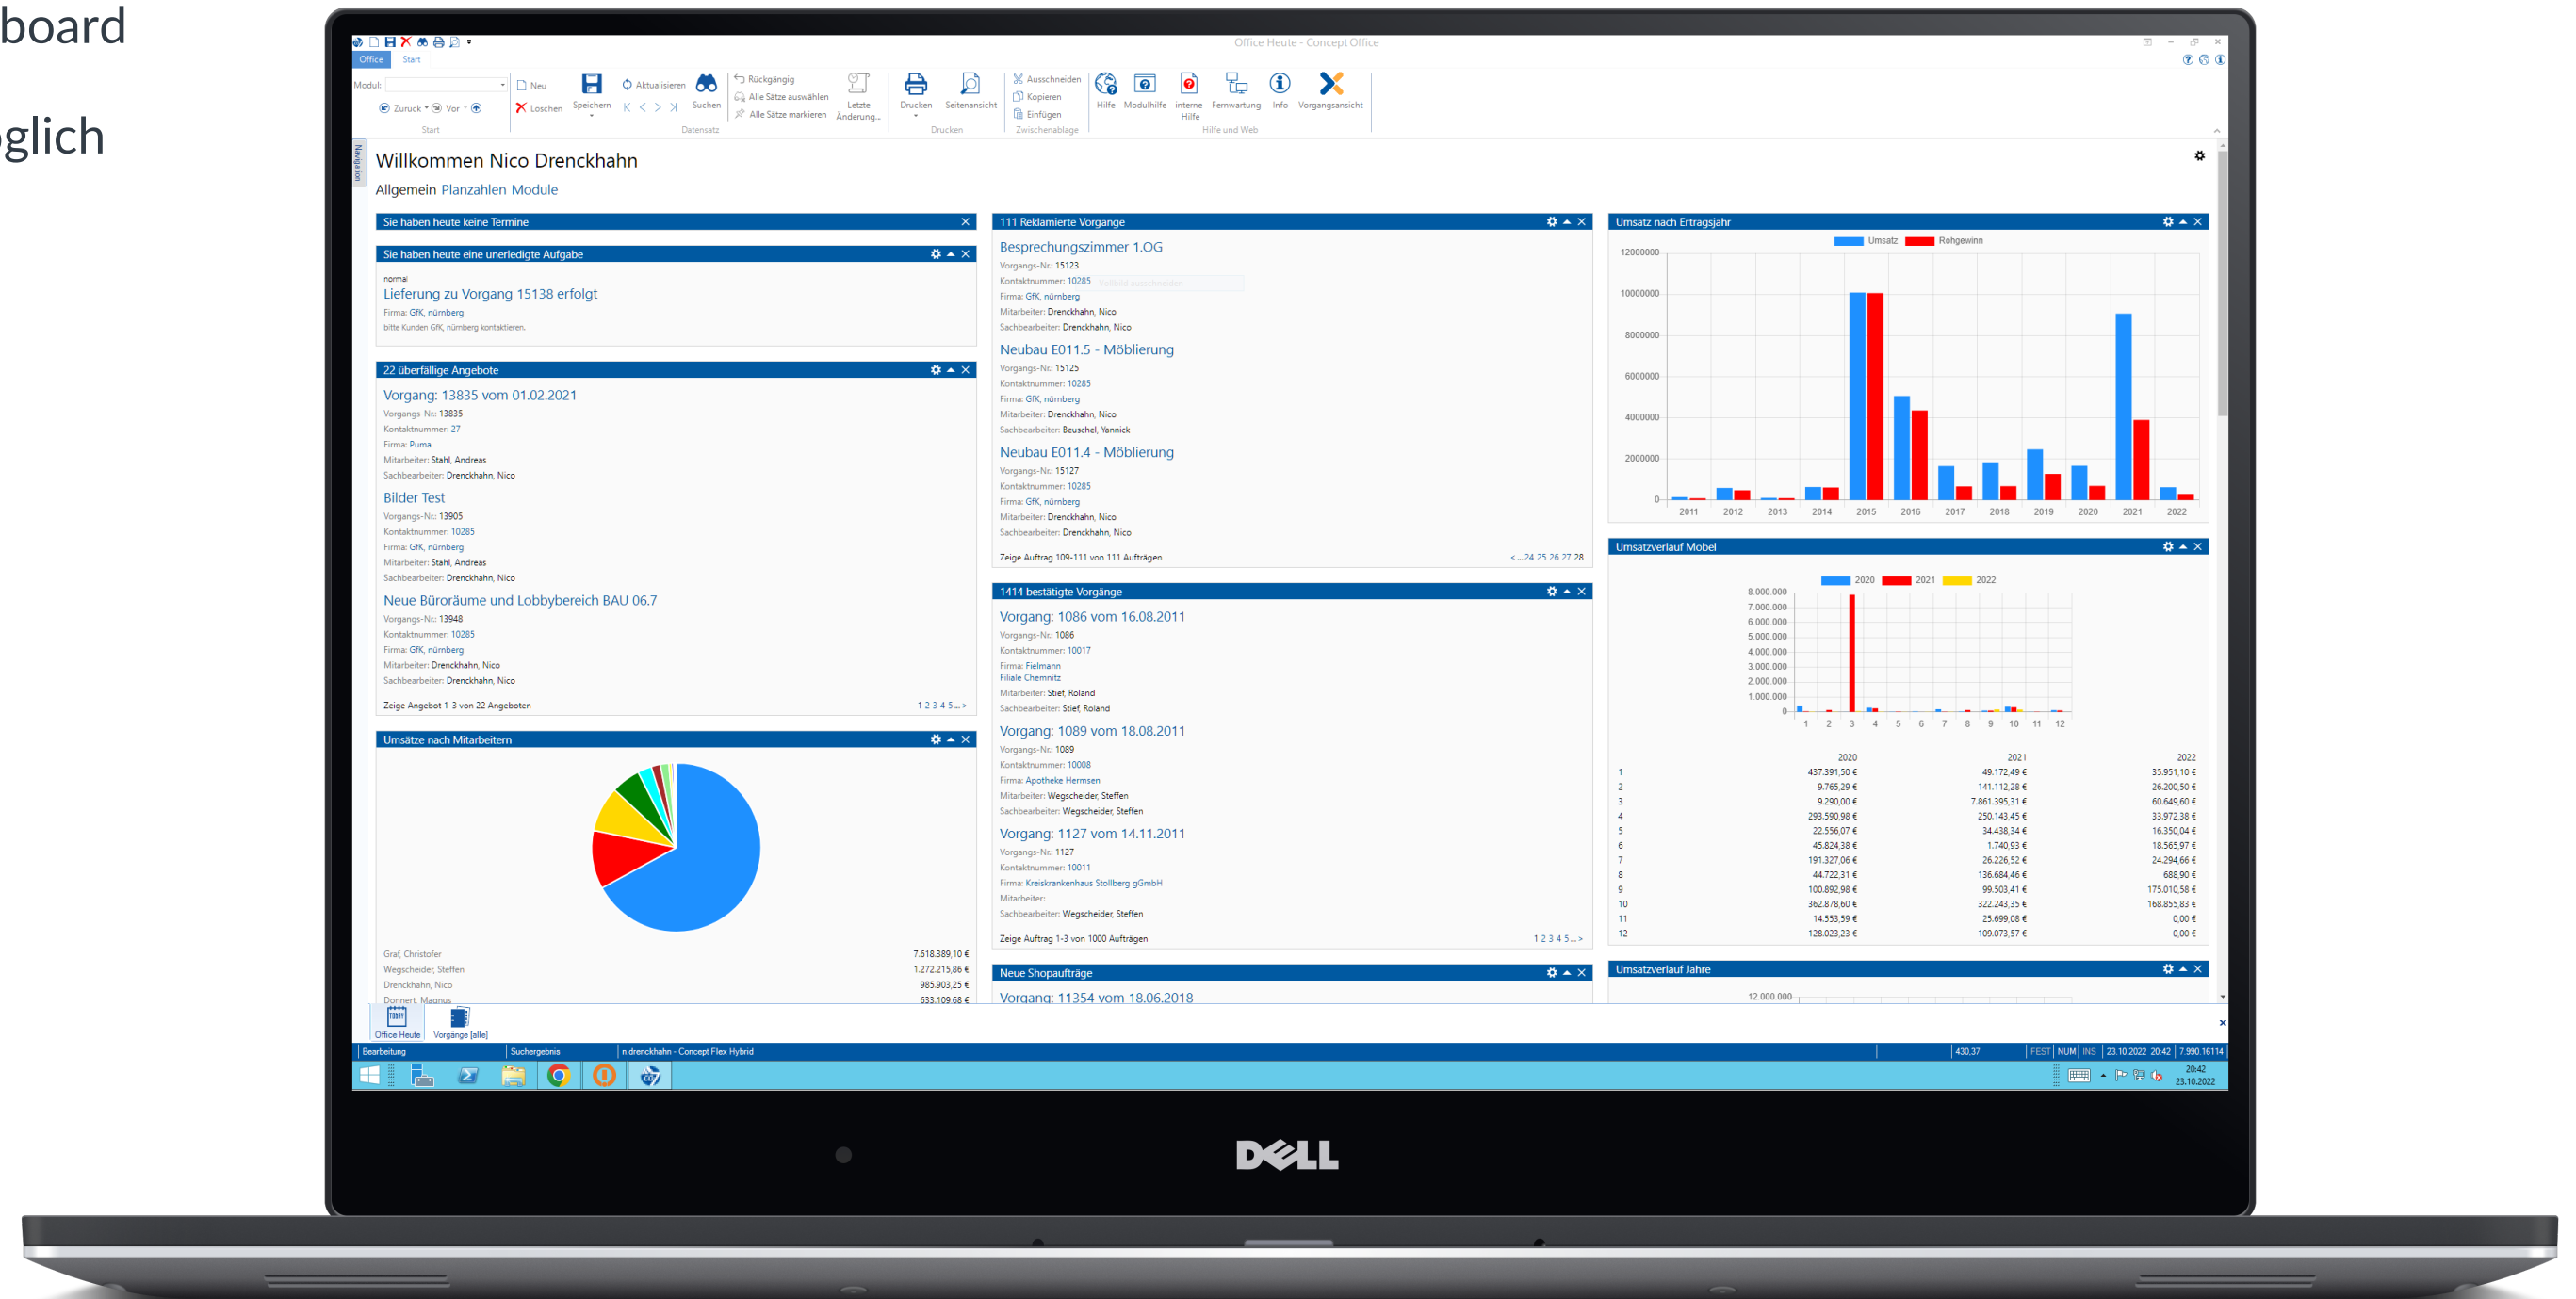 board
glich
Office Heute - Concept Office
Office Start
Modul:
Zurück Vor
Start
Neu
Löschen
Speichern
Aktualisieren
Suchen
Rückgängig
Alle Sätze auswählen
Alle Sätze markieren
Letzte
Änderung...
Datensatz
Drucken
Seitenansicht
Drucken
Ausschneiden
Kopieren
Einfügen
Zwischenablage
Hilfe
Modulhilfe
interne
Hilfe
Fernwartung
Info
Vorgangsansicht
Hilfe und Web
Navigation
Willkommen Nico Drenckhahn
Allgemein Planzahlen Module
Sie haben heute keine Termine
Sie haben heute eine unerledigte Aufgabe
normal
Lieferung zu Vorgang 15138 erfolgt
Firma: GfK, nürnberg
bitte Kunden GfK, nürnberg kontaktieren.
22 überfällige Angebote
Vorgang: 13835 vom 01.02.2021
Vorgangs-Nr.: 13835
Kontaktnummer: 27
Firma: Puma
Mitarbeiter: Stahl, Andreas
Sachbearbeiter: Drenckhahn, Nico
Bilder Test
Vorgangs-Nr.: 13905
Kontaktnummer: 10285
Firma: GfK, nürnberg
Mitarbeiter: Stahl, Andreas
Sachbearbeiter: Drenckhahn, Nico
Neue Büroräume und Lobbybereich BAU 06.7
Vorgangs-Nr.: 13948
Kontaktnummer: 10285
Firma: GfK, nürnberg
Mitarbeiter: Drenckhahn, Nico
Sachbearbeiter: Drenckhahn, Nico
Zeige Angebot 1-3 von 22 Angeboten 1 2 3 4 5 ... >
Umsätze nach Mitarbeitern
Graf, Christofer 7.618.389,10 €
Wegscheider, Steffen 1.272.215,86 €
Drenckhahn, Nico 985.903,25 €
Donnert, Magnus 633.109,68 €
111 Reklamierte Vorgänge
Besprechungszimmer 1.OG
Vorgangs-Nr.: 15123
Kontaktnummer: 10285
Vollbild ausschneiden
Firma: GfK, nürnberg
Mitarbeiter: Drenckhahn, Nico
Sachbearbeiter: Drenckhahn, Nico
Neubau E011.5 - Möblierung
Vorgangs-Nr.: 15125
Kontaktnummer: 10285
Firma: GfK, nürnberg
Mitarbeiter: Drenckhahn, Nico
Sachbearbeiter: Beuschel, Yannick
Neubau E011.4 - Möblierung
Vorgangs-Nr.: 15127
Kontaktnummer: 10285
Firma: GfK, nürnberg
Mitarbeiter: Drenckhahn, Nico
Sachbearbeiter: Drenckhahn, Nico
Zeige Auftrag 109-111 von 111 Aufträgen < ... 24 25 26 27 28
1414 bestätigte Vorgänge
Vorgang: 1086 vom 16.08.2011
Vorgangs-Nr.: 1086
Kontaktnummer: 10017
Firma: Fielmann
Filiale Chemnitz
Mitarbeiter: Stief, Roland
Sachbearbeiter: Stief, Roland
Vorgang: 1089 vom 18.08.2011
Vorgangs-Nr.: 1089
Kontaktnummer: 10008
Firma: Apotheke Hermsen
Mitarbeiter: Wegscheider, Steffen
Sachbearbeiter: Wegscheider, Steffen
Vorgang: 1127 vom 14.11.2011
Vorgangs-Nr.: 1127
Kontaktnummer: 10011
Firma: Kreiskrankenhaus Stollberg gGmbH
Mitarbeiter:
Sachbearbeiter: Wegscheider, Steffen
Zeige Auftrag 1-3 von 1000 Aufträgen 1 2 3 4 5 ... >
Neue Shopaufträge
Vorgang: 11354 vom 18.06.2018
Umsatz nach Ertragsjahr
Umsatz Rohgewinn
12000000
10000000
8000000
6000000
4000000
2000000
0
2011 2012 2013 2014 2015 2016 2017 2018 2019 2020 2021 2022
Umsatzverlauf Möbel
2020 2021 2022
8.000.000
7.000.000
6.000.000
5.000.000
4.000.000
3.000.000
2.000.000
1.000.000
0
1 2 3 4 5 6 7 8 9 10 11 12
2020 2021 2022
1 437.391,50 € 49.172,49 € 35.951,10 €
2 9.765,29 € 141.112,28 € 26.200,50 €
3 9.290,00 € 7.861.395,31 € 60.649,60 €
4 293.590,98 € 250.143,45 € 33.972,38 €
5 22.556,07 € 34.438,34 € 16.350,04 €
6 45.824,38 € 1.740,93 € 18.565,97 €
7 191.327,06 € 26.226,52 € 24.294,66 €
8 44.722,31 € 136.684,46 € 688,90 €
9 100.892,98 € 99.503,41 € 175.010,58 €
10 362.878,60 € 322.243,35 € 168.855,83 €
11 14.553,59 € 25.699,08 € 0,00 €
12 128.023,23 € 109.073,57 € 0,00 €
Umsatzverlauf Jahre
12.000.000
TODAY
Office Heute Vorgänge [alle]
Bearbeitung Suchergebnis n.drenckhahn - Concept Flex Hybrid 430,37 FEST NUM INS 23.10.2022 20:42 7.990.16114
20:42
23.10.2022
DELL